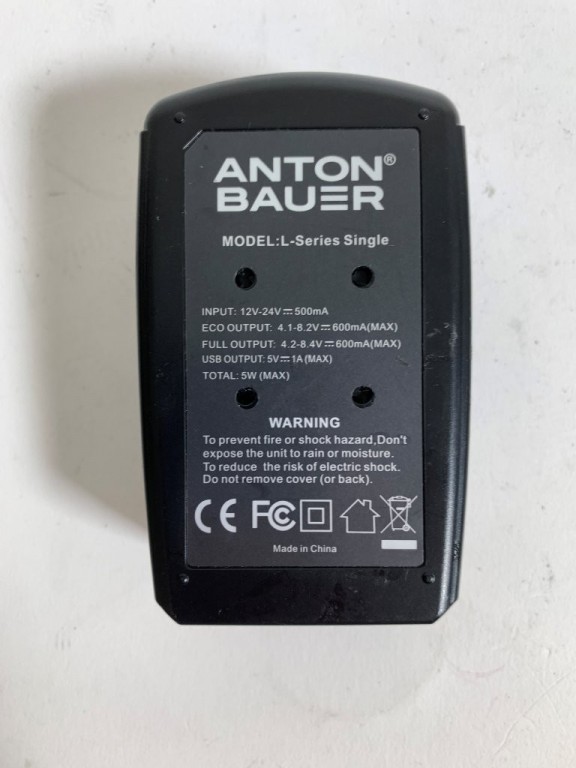 ANTON®
BAUER
MODEL:L-Series Single
INPUT: 12V-24V⎓500mA
ECO OUTPUT: 4.1-8.2V⎓600mA(MAX)
FULL OUTPUT: 4.2-8.4V⎓600mA(MAX)
USB OUTPUT: 5V⎓1A (MAX)
TOTAL: 5W (MAX)
WARNING
To prevent fire or shock hazard,Don't
expose the unit to rain or moisture.
To reduce the risk of electric shock.
Do not remove cover (or back).
CE FC
Made in China